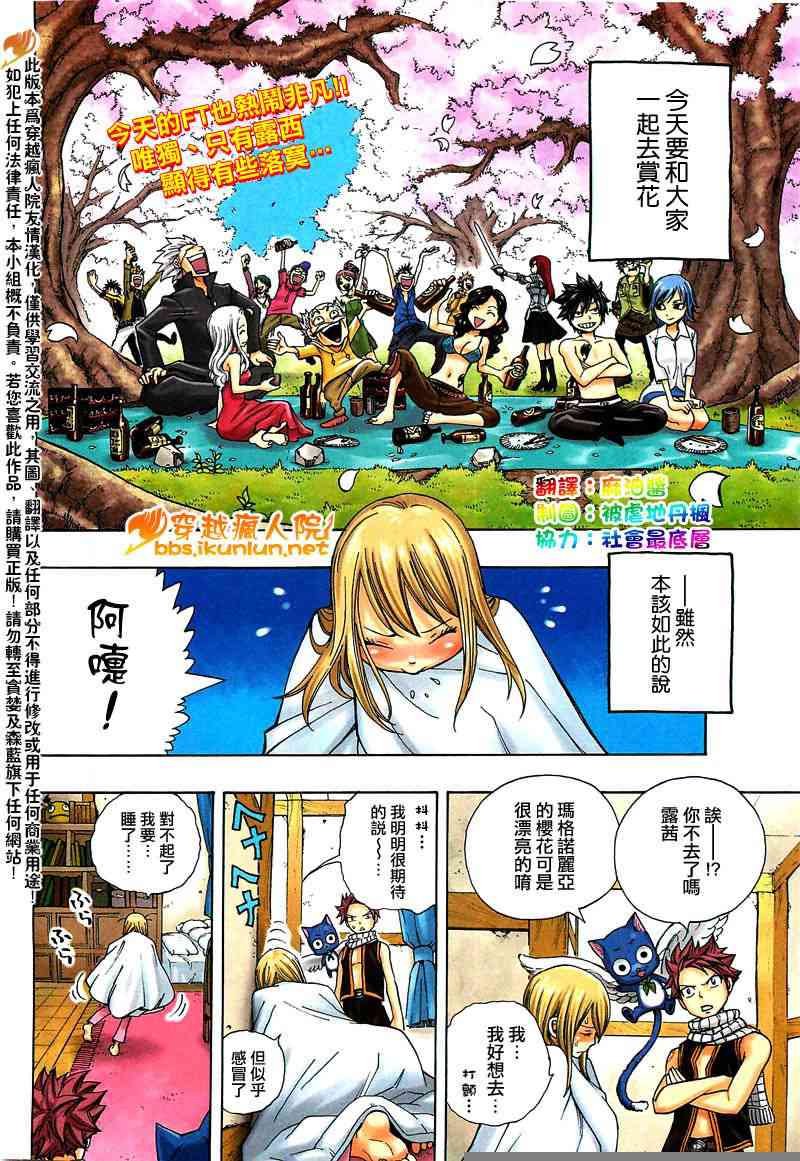 今天要和大家
一起去賞花
今天的FT也熱鬧非凡!!
唯獨、只有露西
顯得有些落寞…
翻譯：麻油醬
制圖：被虐地丹楓
協力：社會最底層
穿越瘋人院
bbs.ikunlun.net
——雖然
本該如此的說
阿嚏！
誒——!?
你不去了嗎
露茜
瑪格諾麗亞
的櫻花可是
很漂亮的唷
我…
我好想去…
打顫…
抖抖…
我明明很期待
的說～…
但似乎
感冒了
へなへな
對不起了
我要…
睡了……
ふら
ふら
此版本爲穿越瘋人院友情漢化，僅供學習交流之用，其圖、翻譯以及任何部分不得進行修改或用于任何商業用途！
如犯上任何法律責任，本小組概不負責。若您喜歡此作品，請購買正版！請勿轉至貪婪及森藍旗下任何網站！